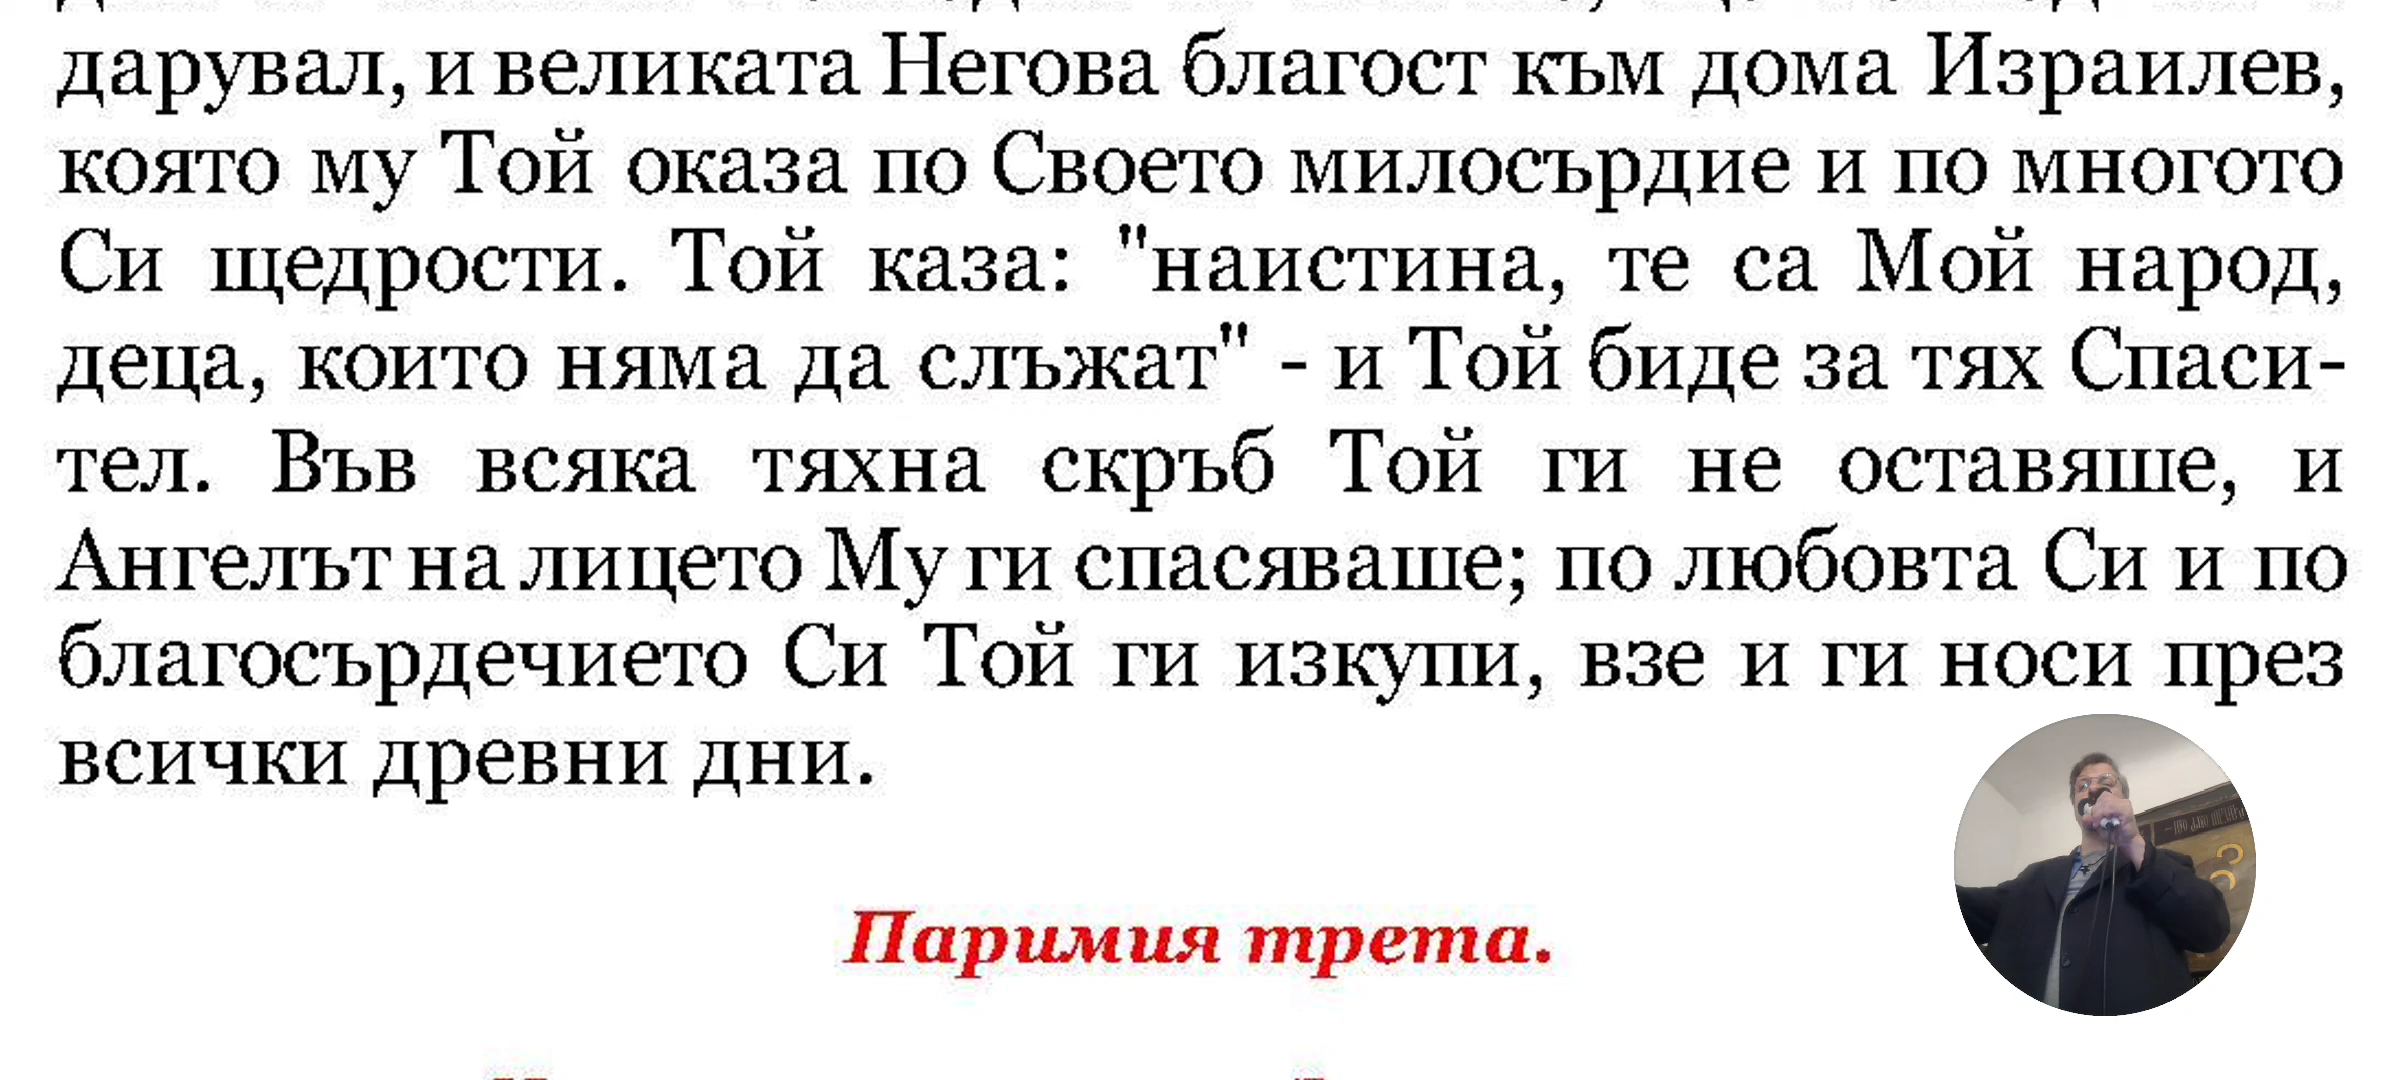 дарувал, и великата Негова благост към дома Израилев,
която му Той оказа по Своето милосърдие и по многото
Си щедрости. Той каза: "наистина, те са Мой народ,
деца, които няма да слъжат" - и Той биде за тях Спаси-
тел. Във всяка тяхна скръб Той ги не оставяше, и
Ангелът на лицето Му ги спасяваше; по любовта Си и по
благосърдечието Си Той ги изкупи, взе и ги носи през
всички древни дни.
Паримия трета.